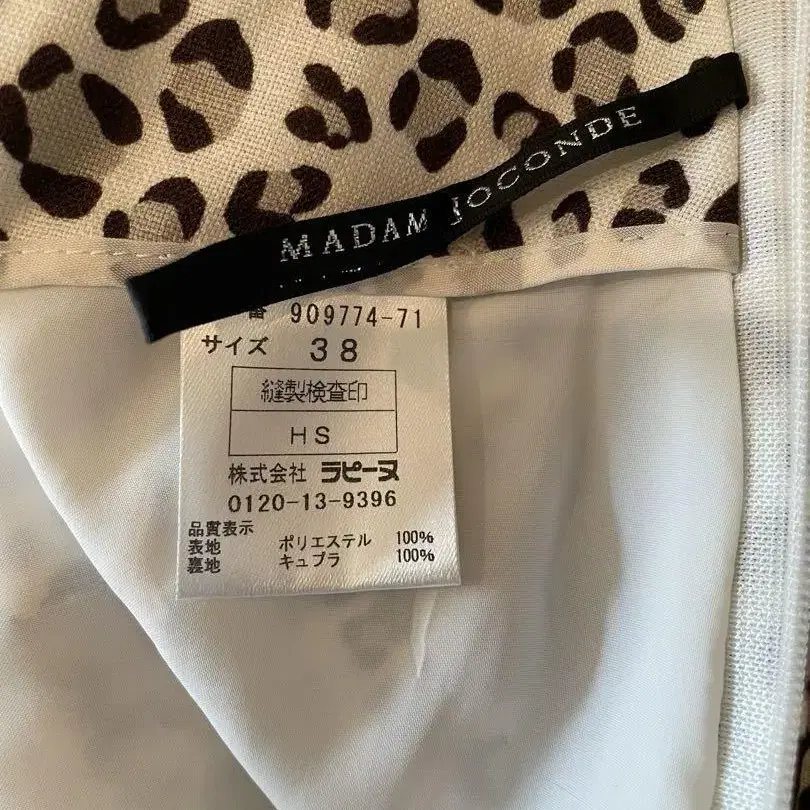 MADAM JOCONDE
番 909774-71
サイズ 38
縫製検査印
HS
株式会社 ラピーヌ
0120-13-9396
品質表示
表地 ポリエステル 100%
裏地 キュプラ 100%